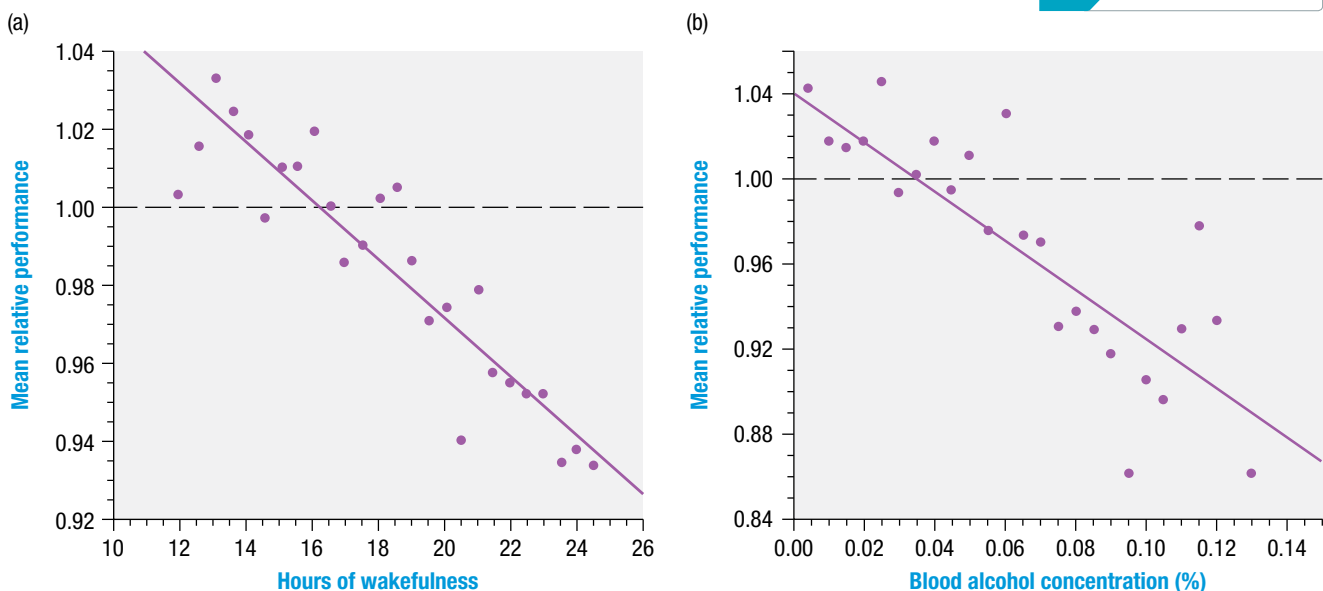 (a)
1.04
1.02
1.00
0.98
0.96
0.94
0.92
Mean relative performance
10 12 14 16 18 20 22 24 26
Hours of wakefulness
(b)
1.04
1.00
0.96
0.92
0.88
0.84
Mean relative performance
0.00 0.02 0.04 0.06 0.08 0.10 0.12 0.14
Blood alcohol concentration (%)